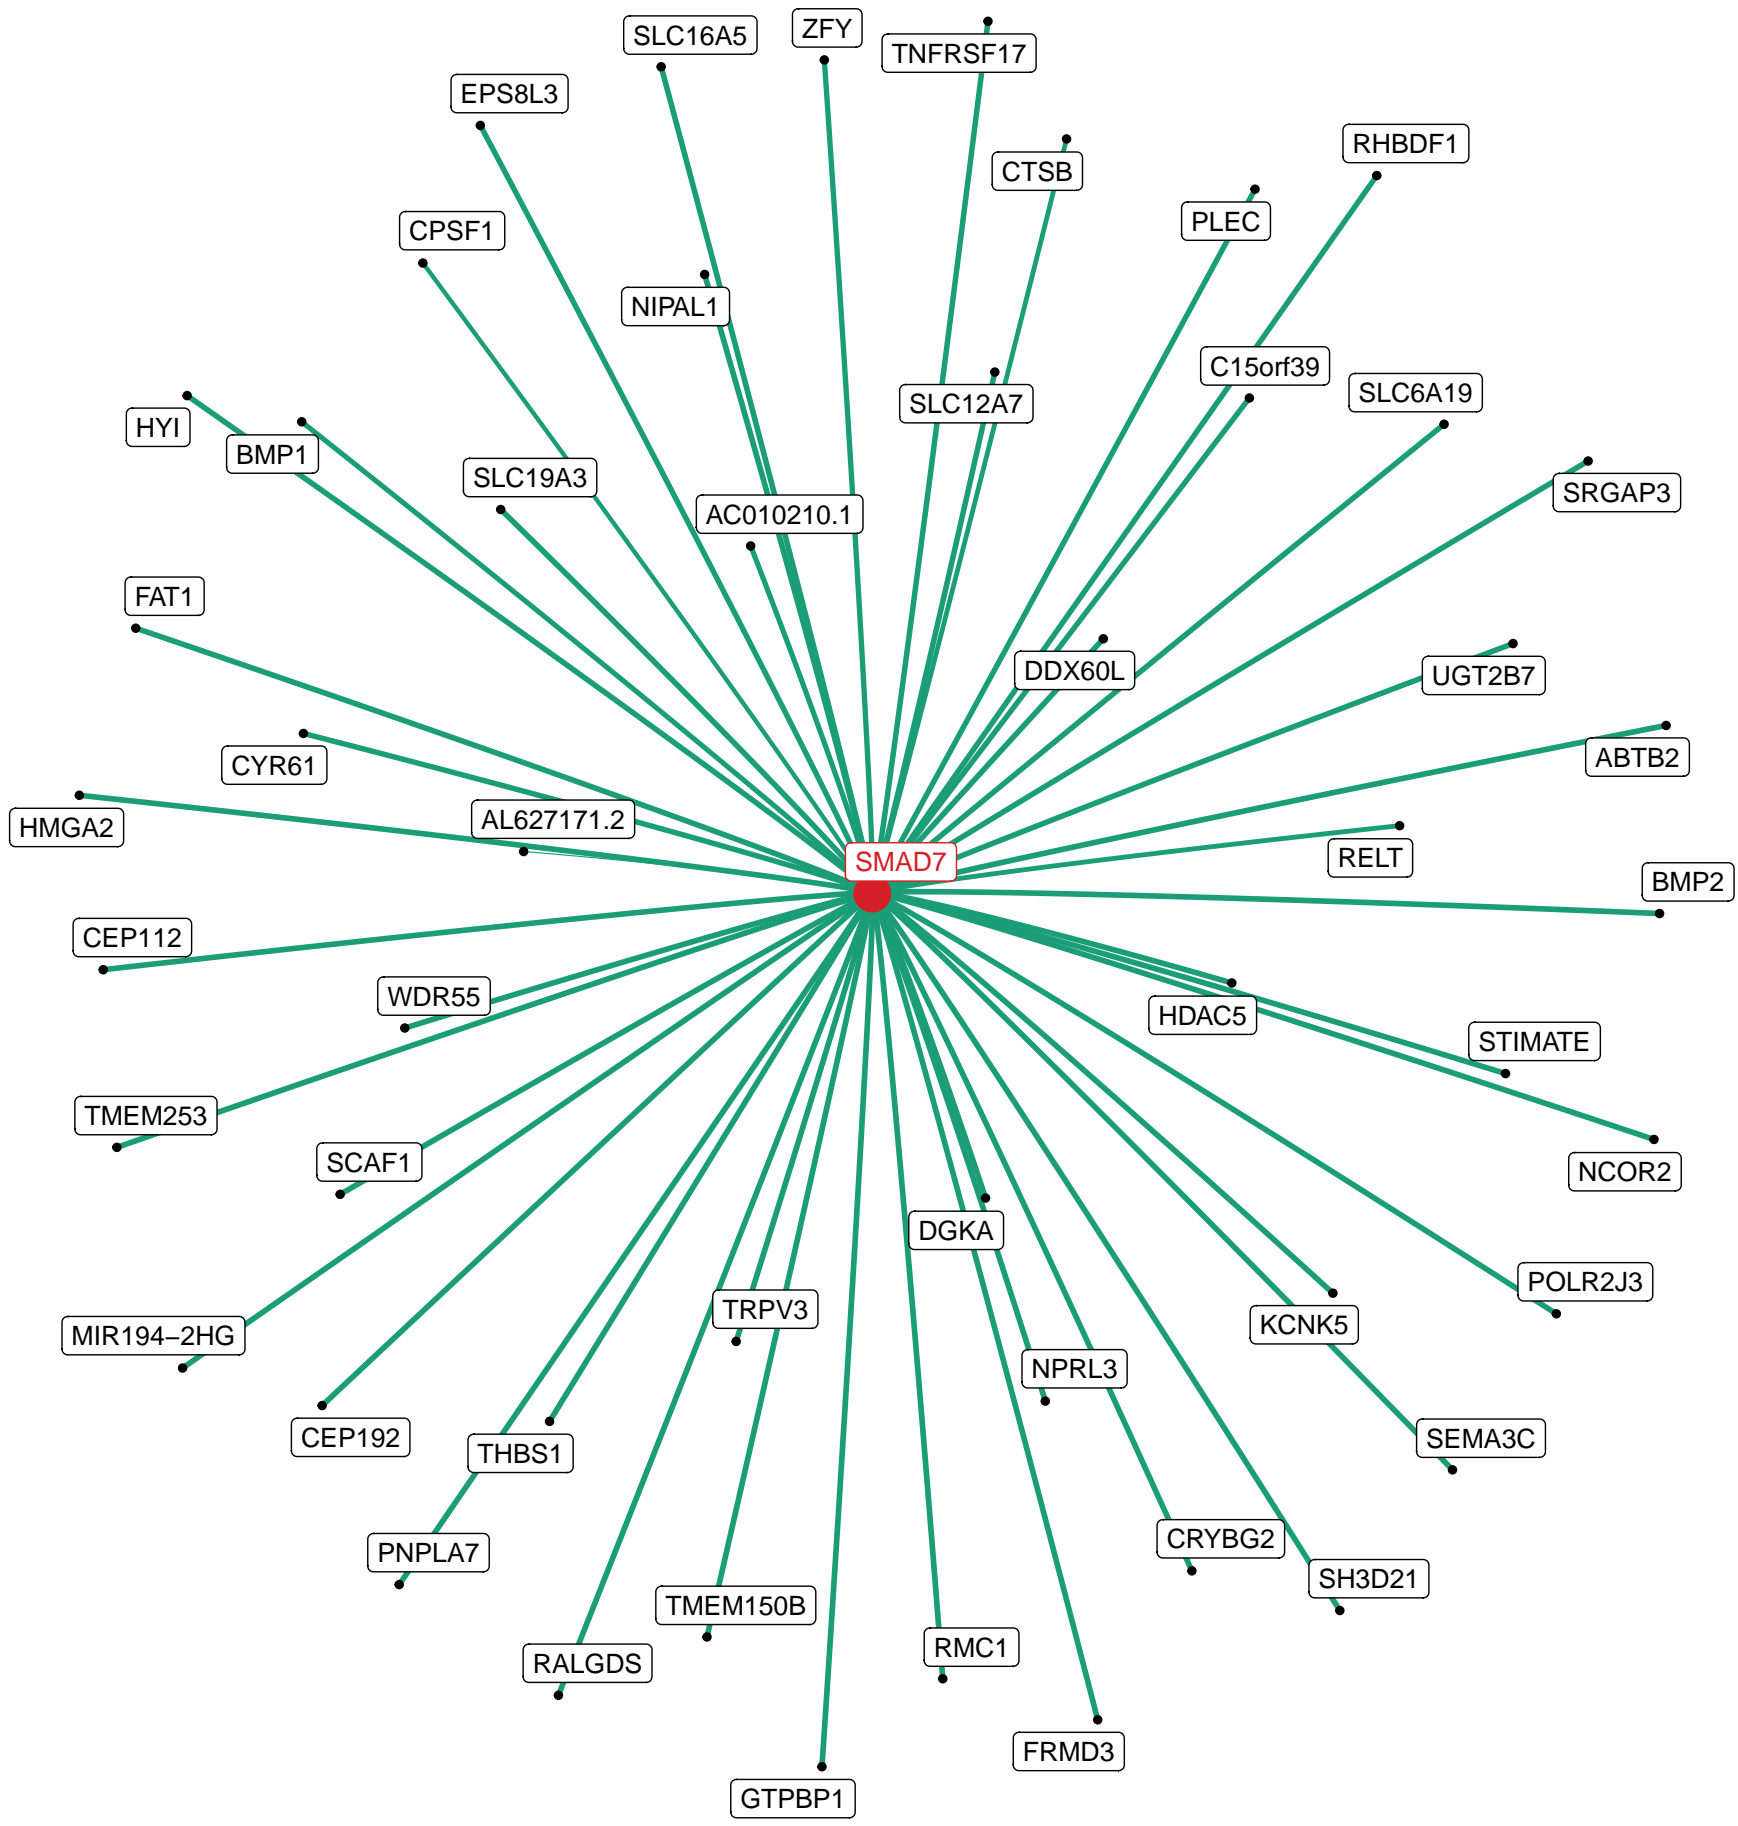 ZFY
SLC16A5
TNFRSF17
EPS8L3
RHBDF1
CTSB
PLEC
CPSF1
NIPAL1
C15orf39
SLC6A19
SLC12A7
HYI
BMP1
SLC19A3
SRGAP3
AC010210.1
FAT1
DDX60L
UGT2B7
ABTB2
CYR61
AL627171.2
HMGA2
RELT
SMAD7
BMP2
CEP112
WDR55
HDAC5
STIMATE
TMEM253
SCAF1
NCOR2
DGKA
POLR2J3
TRPV3
KCNK5
MIR194–2HG
NPRL3
CEP192
SEMA3C
THBS1
CRYBG2
PNPLA7
SH3D21
TMEM150B
RMC1
RALGDS
FRMD3
GTPBP1